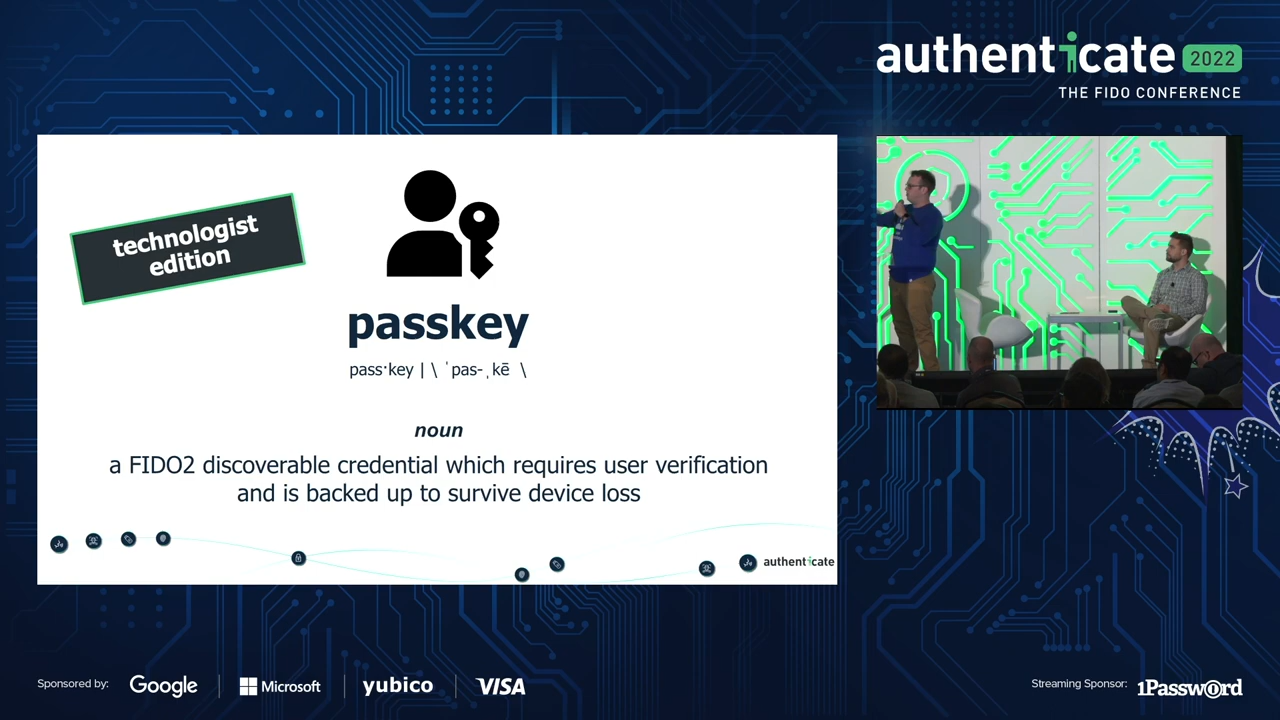 authenticate 2022
THE FIDO CONFERENCE
technologist
edition
passkey
pass·key | \ ˈpas-ˌkē \
noun
a FIDO2 discoverable credential which requires user verification
and is backed up to survive device loss
authenticate
Sponsored by: Google Microsoft yubico VISA
Streaming Sponsor: 1Password